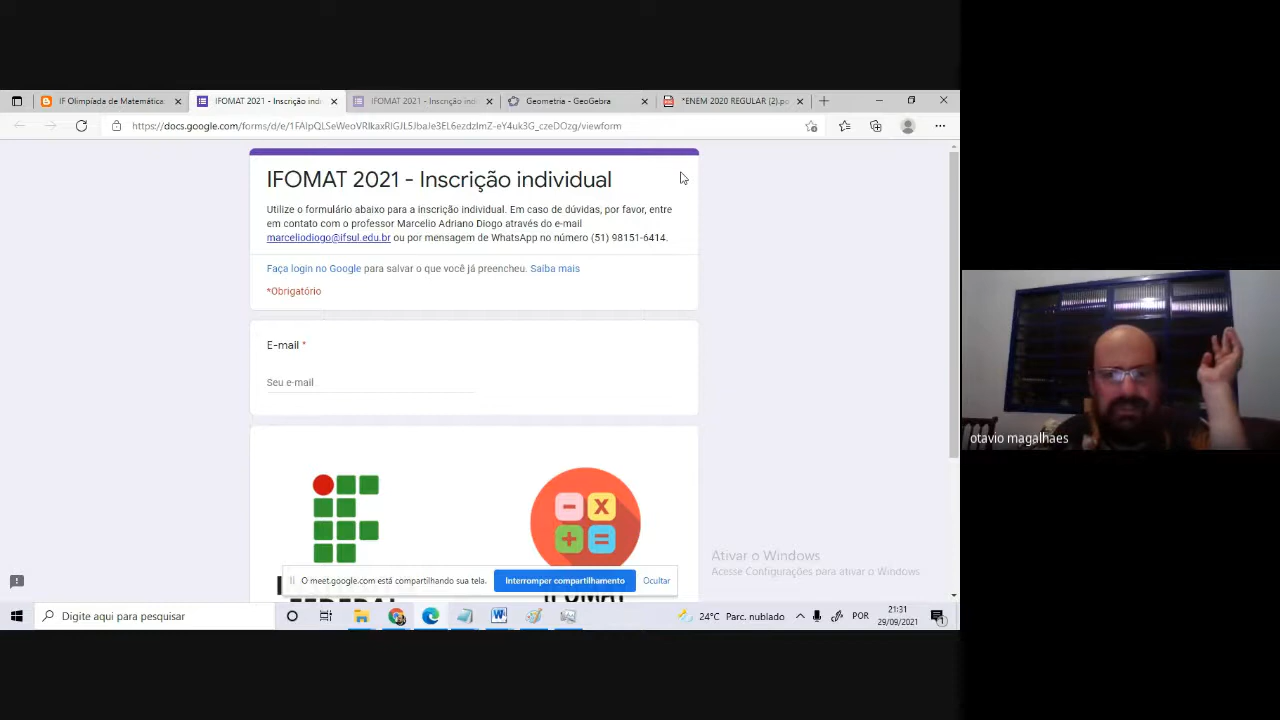 IF Olimpíada de Matemática
IFOMAT 2021 - Inscrição indi
IFOMAT 2021 - Inscrição indi
Geometria - GeoGebra
*ENEM 2020 REGULAR (2).p
https://docs.google.com/forms/d/e/1FAIpQLSeWeoVRIkaxRlGJL5JbaJe3EL6ezdzImZ-eY4uk3G_czeDOzg/viewform
IFOMAT 2021 - Inscrição individual
Utilize o formulário abaixo para a inscrição individual. Em caso de dúvidas, por favor, entre
em contato com o professor Marcelio Adriano Diogo através do e-mail
marceliodiogo@ifsul.edu.br ou por mensagem de WhatsApp no número (51) 98151-6414.
Faça login no Google para salvar o que você já preencheu. Saiba mais
*Obrigatório
E-mail *
Seu e-mail
otavio magalhaes
Ativar o Windows
Acesse Configurações para ativar o Windows
O meet.google.com está compartilhando sua tela.
Interromper compartilhamento
Ocultar
IFOMAT
Digite aqui para pesquisar
24°C Parc. nublado
POR
21:31
29/09/2021